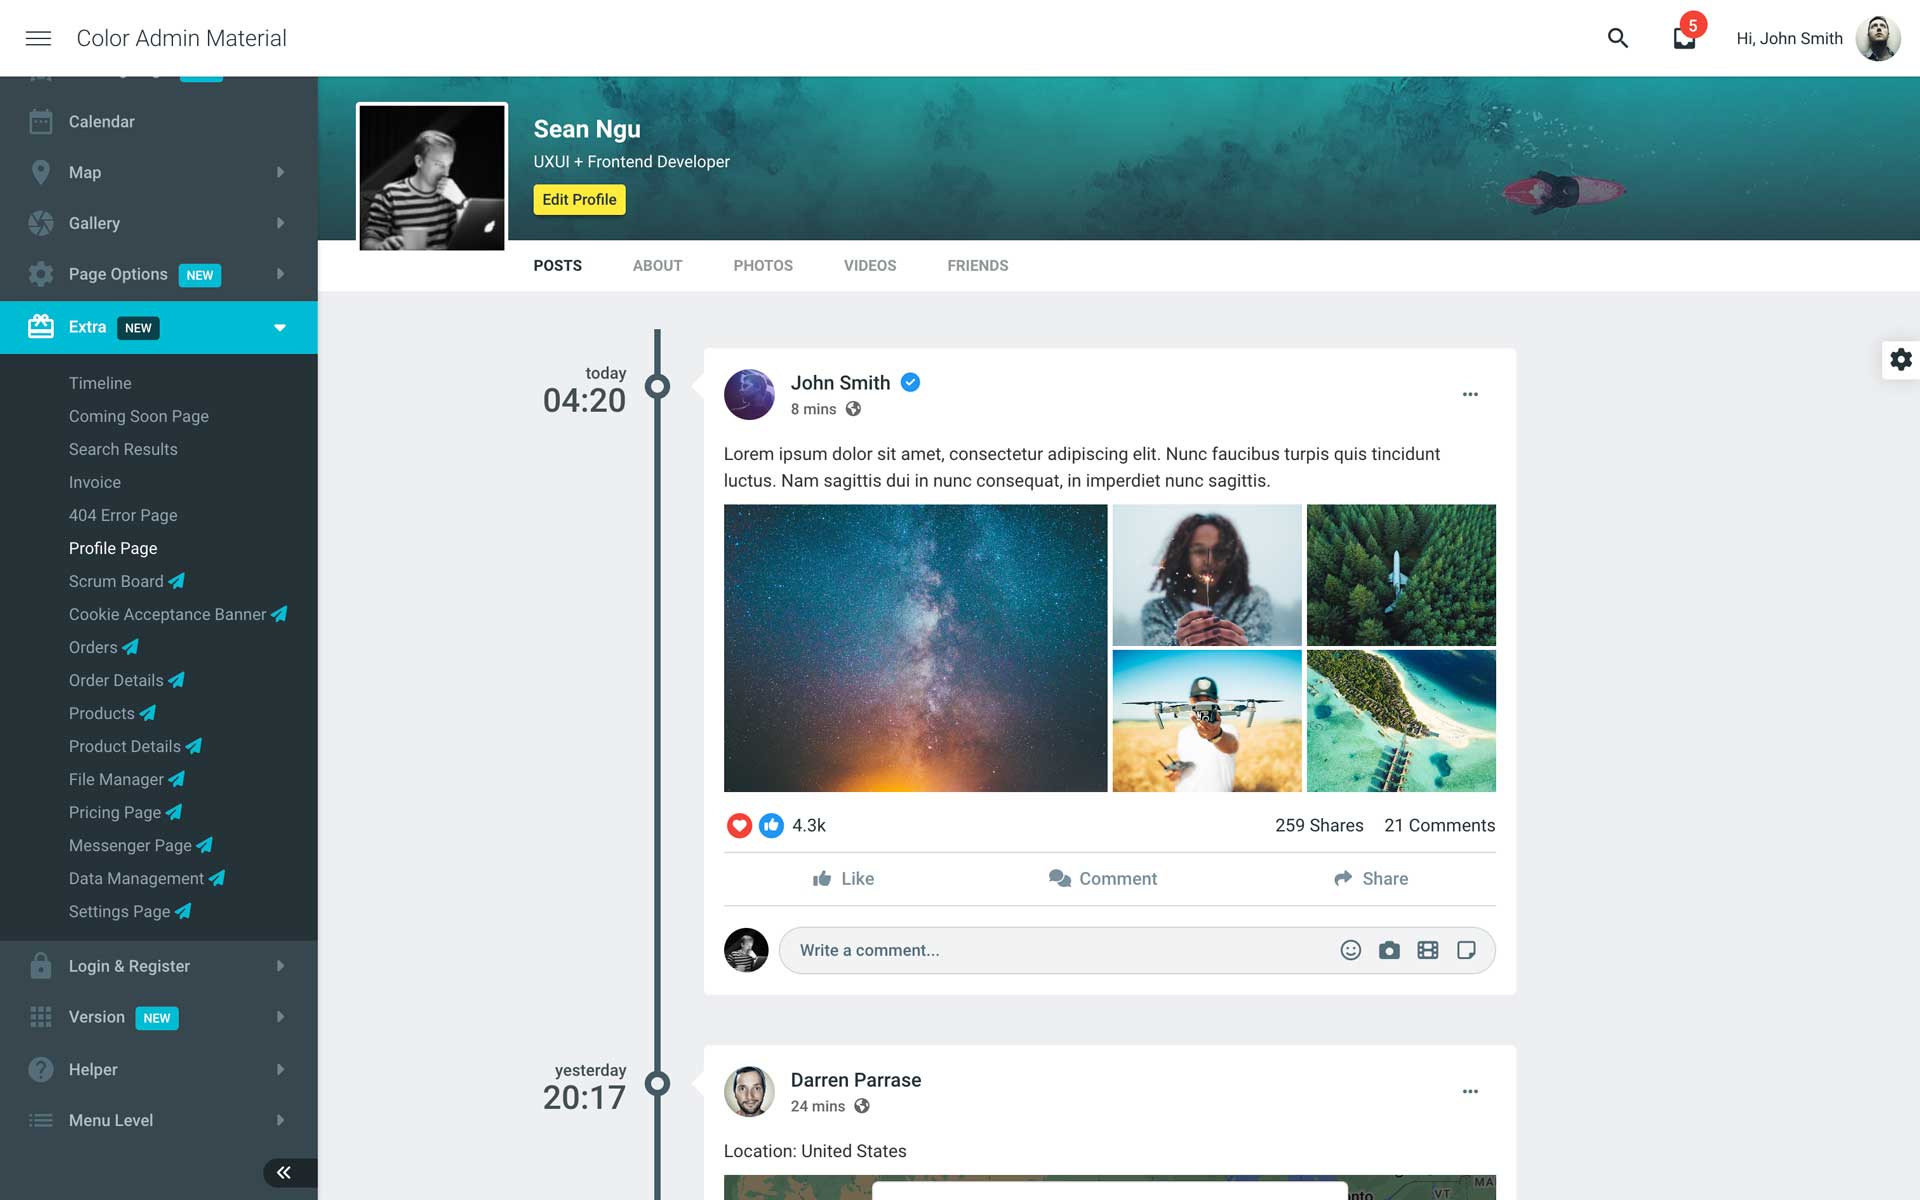 Color Admin Material
5
Hi, John Smith
Calendar
Map
Gallery
Page Options NEW
Extra NEW
Timeline
Coming Soon Page
Search Results
Invoice
404 Error Page
Profile Page
Scrum Board
Cookie Acceptance Banner
Orders
Order Details
Products
Product Details
File Manager
Pricing Page
Messenger Page
Data Management
Settings Page
Login & Register
Version NEW
Helper
Menu Level
Sean Ngu
UXUI + Frontend Developer
Edit Profile
POSTS ABOUT PHOTOS VIDEOS FRIENDS
today
04:20
John Smith
8 mins
Lorem ipsum dolor sit amet, consectetur adipiscing elit. Nunc faucibus turpis quis tincidunt
luctus. Nam sagittis dui in nunc consequat, in imperdiet nunc sagittis.
4.3k
259 Shares 21 Comments
Like Comment Share
Write a comment...
yesterday
20:17
Darren Parrase
24 mins
Location: United States
VT